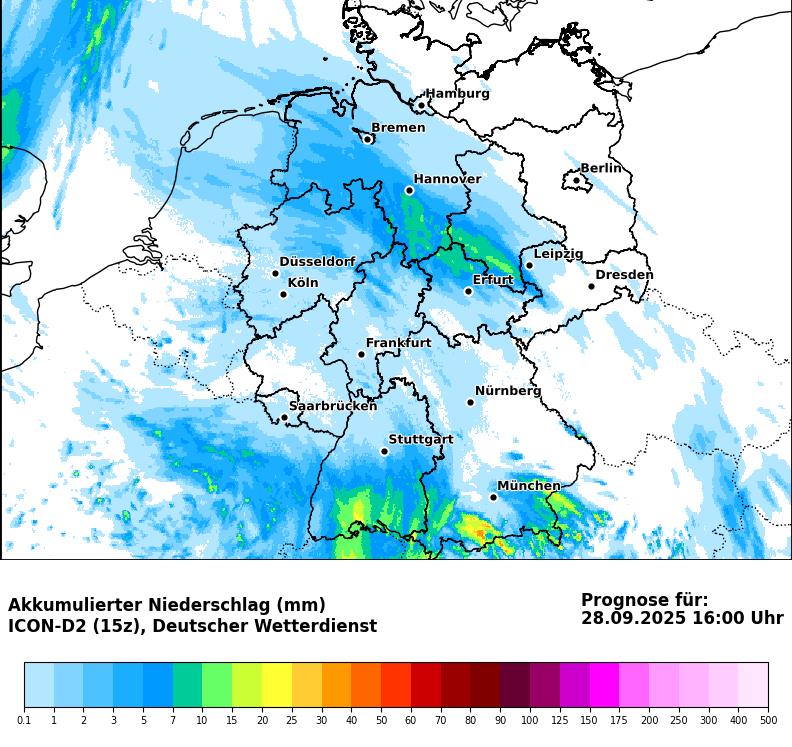 Hamburg
Bremen
Berlin
Hannover
Leipzig
Düsseldorf
Dresden
Köln
Erfurt
Frankfurt
Nürnberg
Saarbrücken
Stuttgart
München
Akkumulierter Niederschlag (mm)
ICON-D2 (15z), Deutscher Wetterdienst
Prognose für:
28.09.2025 16:00 Uhr
0.1 1 2 3 5 7 10 15 20 25 30 40 50 60 70 80 90 100 125 150 175 200 250 300 400 500